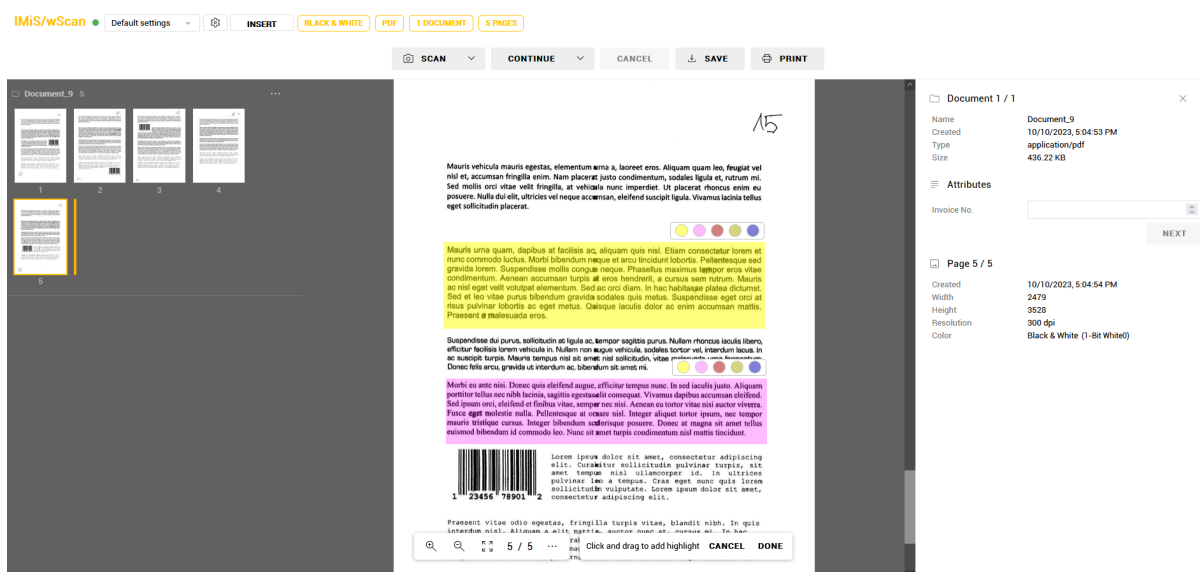 IMiS/wScan
Default settings
INSERT
BLACK & WHITE
PDF
1 DOCUMENT
5 PAGES
SCAN
CONTINUE
CANCEL
SAVE
PRINT
Document_9 5
1
2
3
4
5
15
Mauris vehicula mauris egestas, elementum urna a, laoreet eros. Aliquam quam leo, feugiat vel
nisl et, accumsan fringilla enim. Nam placerat justo condimentum, sodales ligula et, rutrum mi.
Sed mollis orci vitae velit fringilla, at vehicula nunc imperdiet. Ut placerat rhoncus enim eu
posuere. Nulla dui elit, ultricies vel neque accumsan, eleifend suscipit ligula. Vivamus lacinia tellus
eget sollicitudin placerat.
Mauris urna quam, dapibus at facilisis ac, aliquam quis nisl. Etiam consectetur lorem et
nunc commodo luctus. Morbi bibendum neque et arcu tincidunt lobortis. Pellentesque sed
gravida lorem. Suspendisse mollis congue neque. Phasellus maximus tempor eros vitae
condimentum. Aenean accumsan turpis at eros hendrerit, a cursus sem rutrum. Mauris
ac nisl eget velit volutpat elementum. Sed ac orci diam. In hac habitasse platea dictumst.
Sed et leo vitae purus bibendum gravida sodales quis metus. Suspendisse eget orci at
risus pulvinar lobortis ac eget metus. Quisque iaculis dolor ac enim accumsan mattis.
Praesent a malesuada eros.
Suspendisse dui purus, sollicitudin at ligula ac, tempor sagittis purus. Nullam rhoncus iaculis libero,
efficitur facilisis lorem vehicula in. Nullam non augue vehicula, sodales tortor vel, interdum lacus. In
ac suscipit turpis. Mauris tempus nisl sit amet nisl sollicitudin, vitae
Donec felis arcu, gravida ut interdum ac, bibendum sit amet mi.
Morbi eu ante nisi. Donec quis eleifend augue, efficitur tempus nunc. In sed iaculis justo. Aliquam
porttitor tellus nec nibh lacinia, sagittis egestas elit consequat. Vivamus dapibus accumsan eleifend.
Sed ipsum orci, eleifend et finibus vitae, semper nec nisi. Aenean eu tortor vitae nisi auctor viverra.
Fusce eget molestie nulla. Pellentesque at ornare nisl. Integer aliquet tortor ipsum, nec tempor
mauris tristique cursus. Integer bibendum scelerisque posuere. Donec at magna sit amet tellus
euismod bibendum id commodo leo. Nunc sit amet turpis condimentum nisl mattis tincidunt.
1 23456 78901 2
Lorem ipsum dolor sit amet, consectetur adipiscing
elit. Curabitur sollicitudin pulvinar turpis, sit
amet tempus nisl ullamcorper id. In ultrices
pulvinar leo a tempus. Cras eget nunc quis lorem
sollicitudin vulputate. Lorem ipsum dolor sit amet,
consectetur adipiscing elit.
Praesent vitae odio egestas, fringilla turpis vitae, blandit nibh. In quis
interdum nisl. Aliquam a elit mattis, auctor nunc at, cursus mi. In hac
5 / 5
Click and drag to add highlight
CANCEL
DONE
Document 1 / 1
Name Document_9
Created 10/10/2023, 5:04:53 PM
Type application/pdf
Size 436.22 KB
Attributes
Invoice No.
NEXT
Page 5 / 5
Created 10/10/2023, 5:04:54 PM
Width 2479
Height 3528
Resolution 300 dpi
Color Black & White (1-Bit White0)